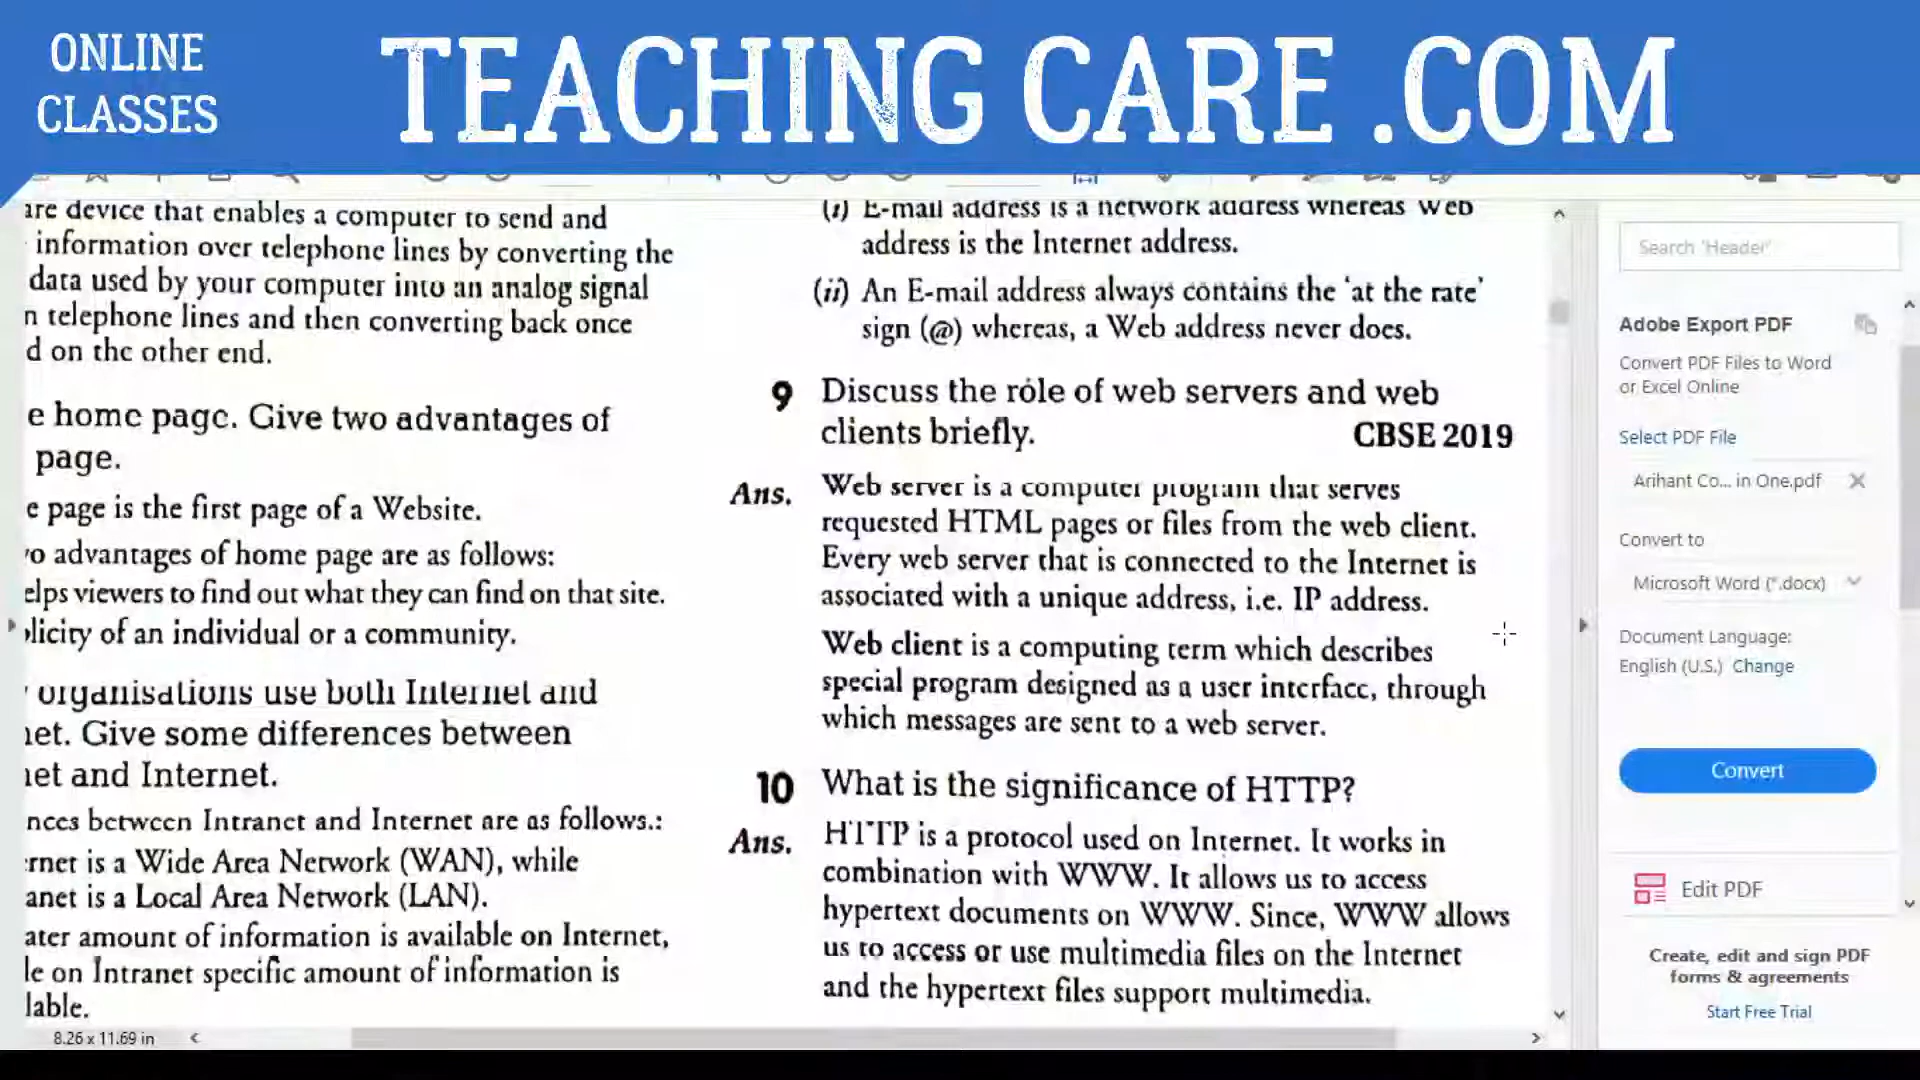 ONLINE
CLASSES
TEACHING CARE .COM
are device that enables a computer to send and
information over telephone lines by converting the
data used by your computer into an analog signal
n telephone lines and then converting back once
d on the other end.
e home page. Give two advantages of
page.
e page is the first page of a Website.
o advantages of home page are as follows:
elps viewers to find out what they can find on that site.
licity of an individual or a community.
organisations use both Internet and
et. Give some differences between
et and Internet.
nces between Intranet and Internet are as follows.:
rnet is a Wide Area Network (WAN), while
anet is a Local Area Network (LAN).
ater amount of information is available on Internet,
le on Intranet specific amount of information is
lable.
(i) E-mail address is a network address whereas Web
address is the Internet address.
(ii) An E-mail address always contains the 'at the rate'
sign (@) whereas, a Web address never does.
9 Discuss the role of web servers and web
clients briefly. CBSE 2019
Ans. Web server is a computer program that serves
requested HTML pages or files from the web client.
Every web server that is connected to the Internet is
associated with a unique address, i.e. IP address.
Web client is a computing term which describes
special program designed as a user interface, through
which messages are sent to a web server.
10 What is the significance of HTTP?
Ans. HTTP is a protocol used on Internet. It works in
combination with WWW. It allows us to access
hypertext documents on WWW. Since, WWW allows
us to access or use multimedia files on the Internet
and the hypertext files support multimedia.
8.26 x 11.69 in
Search 'Header'
Adobe Export PDF
Convert PDF Files to Word
or Excel Online
Select PDF File
Arihant Co... in One.pdf
Convert to
Microsoft Word (*.docx)
Document Language:
English (U.S.) Change
Convert
Edit PDF
Create, edit and sign PDF
forms & agreements
Start Free Trial